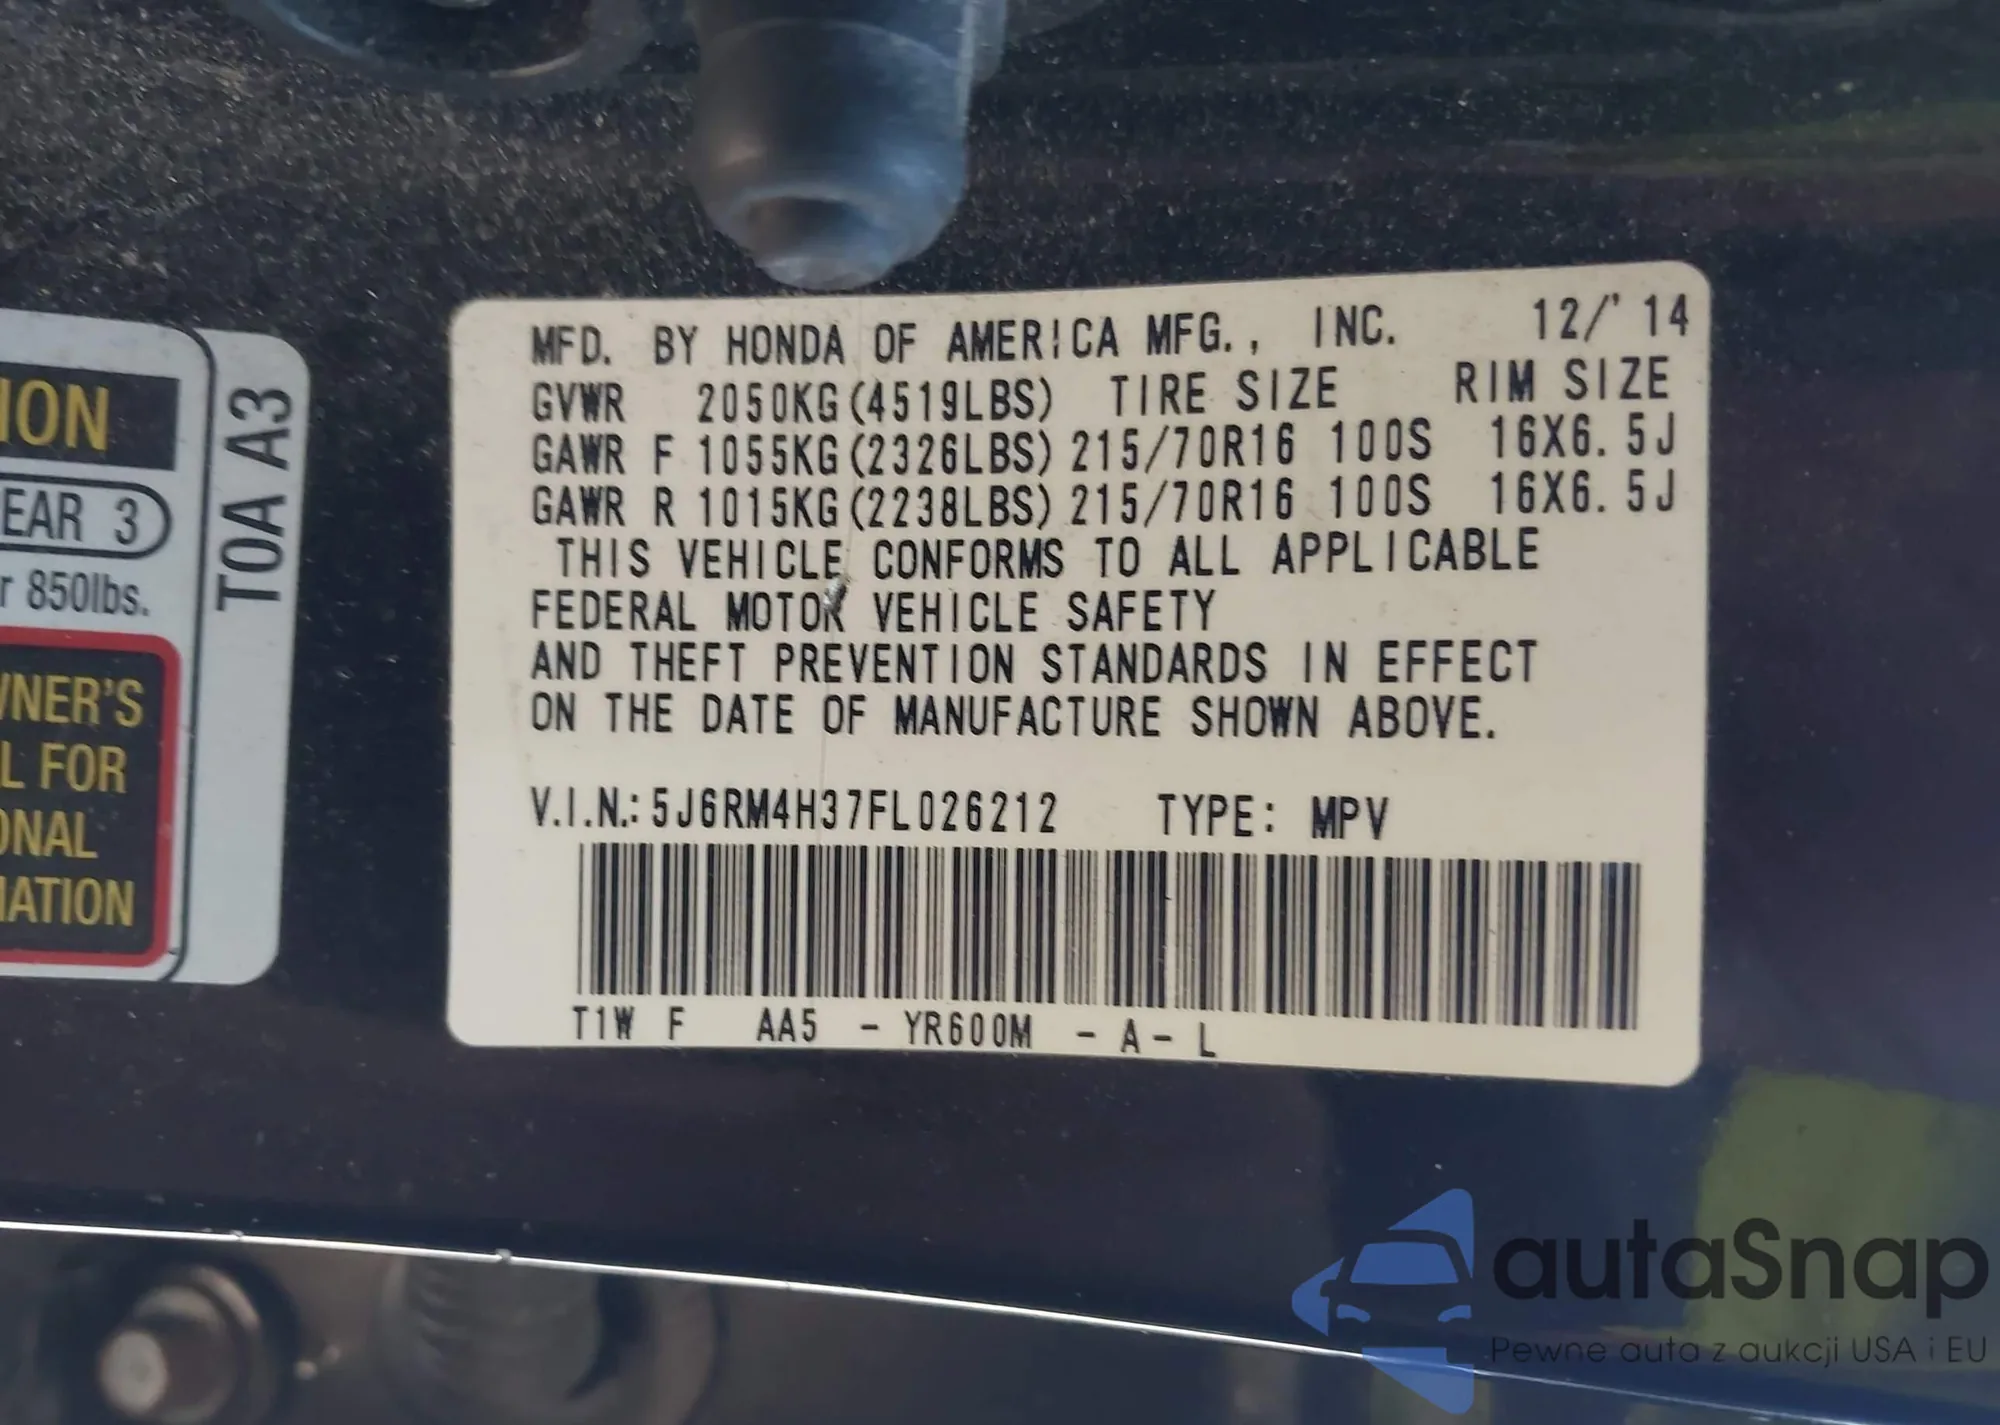 MFD. BY HONDA OF AMERICA MFG., INC. 12/'14
GVWR 2050KG(4519LBS) TIRE SIZE RIM SIZE
GAWR F 1055KG(2326LBS) 215/70R16 100S 16X6.5J
GAWR R 1015KG(2238LBS) 215/70R16 100S 16X6.5J
THIS VEHICLE CONFORMS TO ALL APPLICABLE
FEDERAL MOTOR VEHICLE SAFETY
AND THEFT PREVENTION STANDARDS IN EFFECT
ON THE DATE OF MANUFACTURE SHOWN ABOVE.
V.I.N.: 5J6RM4H37FL026212 TYPE: MPV
T1W F AA5 - YR600M - A - L
ION
EAR 3
r 850lbs.
WNER'S
L FOR
ONAL
MATION
T0A A3
autaSnap
Pewne auta z aukcji USA i EU